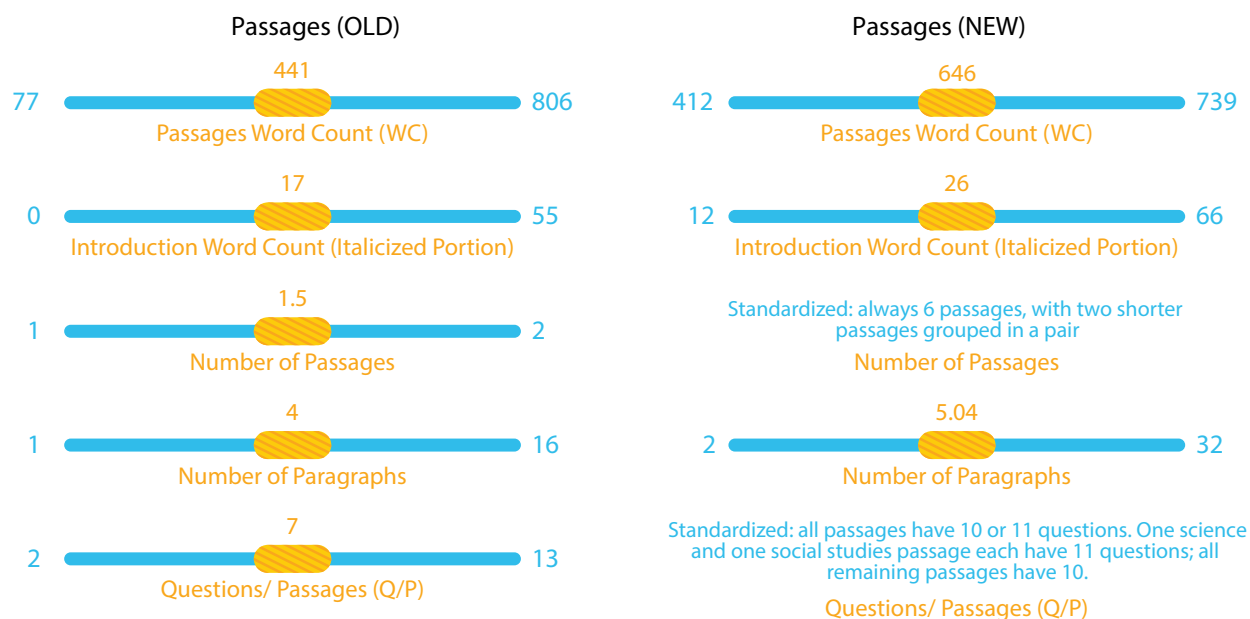 Passages (OLD)
441
77
806
Passages Word Count (WC)
17
0
55
Introduction Word Count (Italicized Portion)
1.5
1
2
Number of Passages
4
1
16
Number of Paragraphs
7
2
13
Questions/ Passages (Q/P)
Passages (NEW)
646
412
739
Passages Word Count (WC)
26
12
66
Introduction Word Count (Italicized Portion)
Standardized: always 6 passages, with two shorter
passages grouped in a pair
Number of Passages
5.04
2
32
Number of Paragraphs
Standardized: all passages have 10 or 11 questions. One science
and one social studies passage each have 11 questions; all
remaining passages have 10.
Questions/ Passages (Q/P)